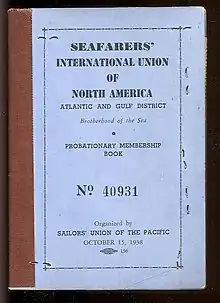 SEAFARERS'
INTERNATIONAL UNION
OF
NORTH AMERICA
ATLANTIC AND GULF DISTRICT
Brotherhood of the Sea
PROBATIONARY MEMBERSHIP
BOOK
Nº 40931
Organized by
SAILORS' UNION OF THE PACIFIC
OCTOBER 15, 1938